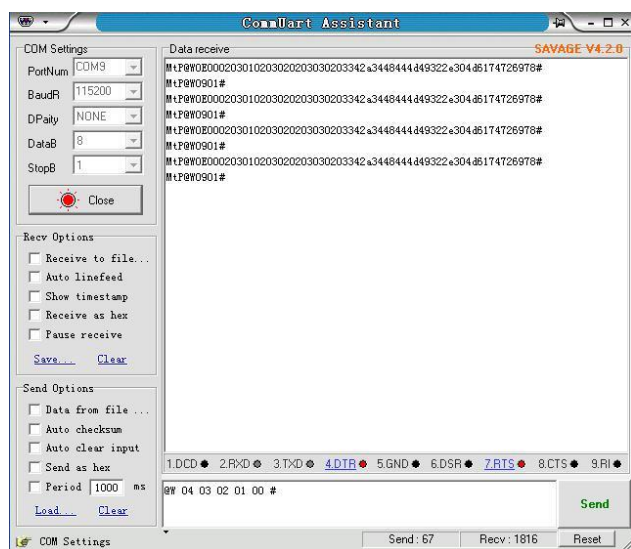 CommUart Assistant
COM Settings
PortNum COM9
BaudR 115200
DPaity NONE
DataB 8
StopB 1
Close
Recv Options
Receive to file...
Auto linefeed
Show timestamp
Receive as hex
Pause receive
Save... Clear
Send Options
Data from file ...
Auto checksum
Auto clear input
Send as hex
Period 1000 ms
Load... Clear
Data receive
SAVAGE V4.2.0
MtP@W0E000203010203020203030203342a3448444d49322e304d6174726978#
MtP@W0901#
MtP@W0E000203010203020203030203342a3448444d49322e304d6174726978#
MtP@W0901#
MtP@W0E000203010203020203030203342a3448444d49322e304d6174726978#
MtP@W0901#
MtP@W0E000203010203020203030203342a3448444d49322e304d6174726978#
MtP@W0901#
1.DCD 2.RXD 3.TXD 4.DTR 5.GND 6.DSR 7.RTS 8.CTS 9.RI
@W 04 03 02 01 00 #
Send
COM Settings
Send : 67
Recv : 1816
Reset